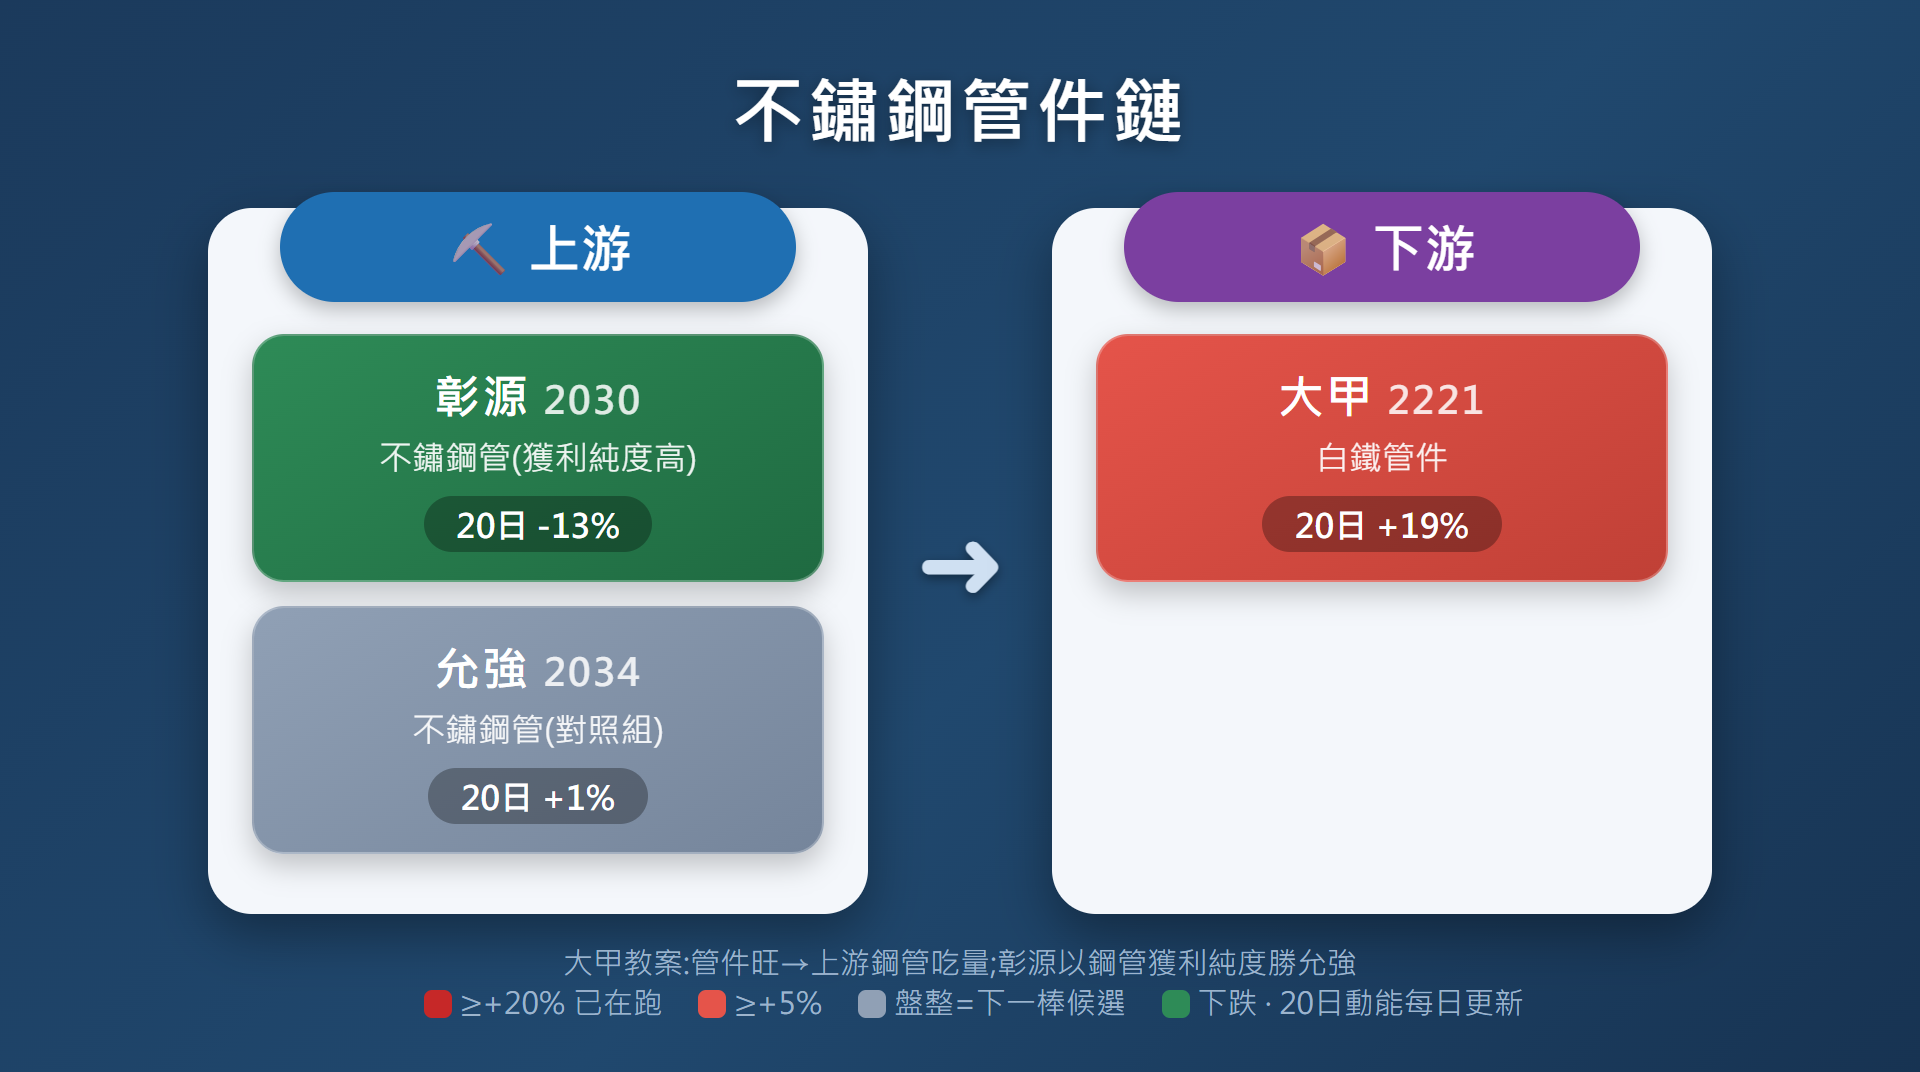 不鏽鋼管件鏈
上游
彰源 2030
不鏽鋼管(獲利純度高)
20日 -13%
允強 2034
不鏽鋼管(對照組)
20日 +1%
下游
大甲 2221
白鐵管件
20日 +19%
大甲教案:管件旺→上游鋼管吃量;彰源以鋼管獲利純度勝允強
≥+20% 已在跑 ≥+5% 盤整=下一棒候選 下跌 · 20日動能每日更新